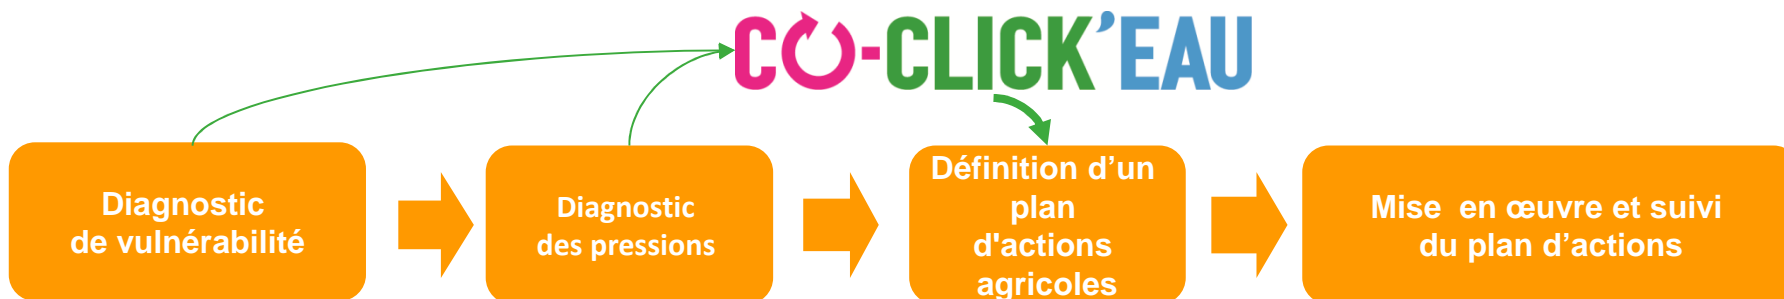 CO-CLICK’EAU
Diagnostic
de vulnérabilité
Diagnostic
des pressions
Définition d’un
plan
d'actions
agricoles
Mise en œuvre et suivi
du plan d’actions